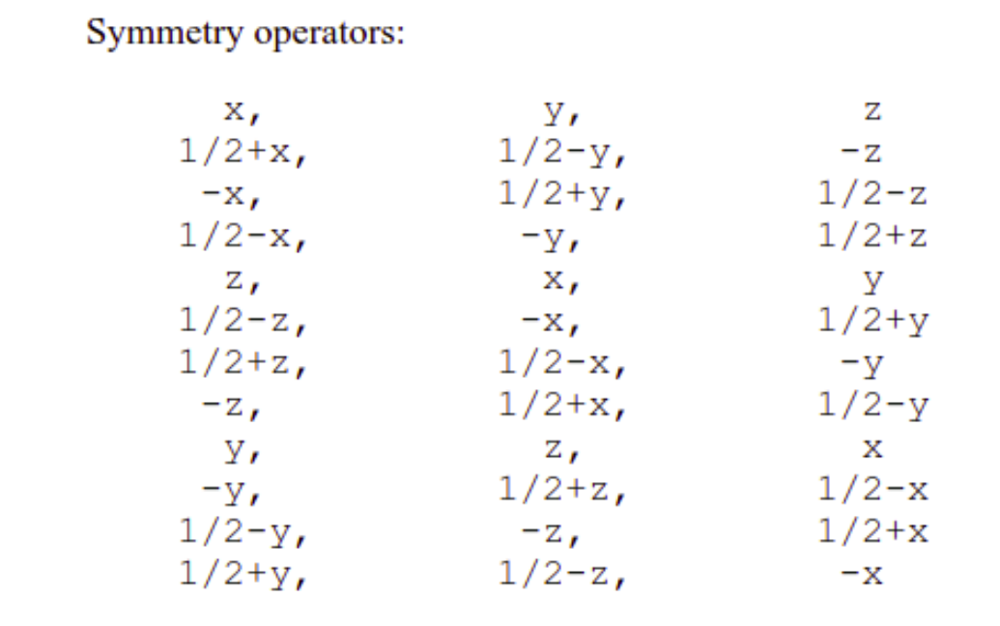 Symmetry operators:
x, y, z
1/2+x, 1/2-y, -z
-x, 1/2+y, 1/2-z
1/2-x, -y, 1/2+z
z, x, y
1/2-z, -x, 1/2+y
1/2+z, 1/2-x, -y
-z, 1/2+x, 1/2-y
y, z, x
-y, 1/2+z, 1/2-x
1/2-y, -z, 1/2+x
1/2+y, 1/2-z, -x